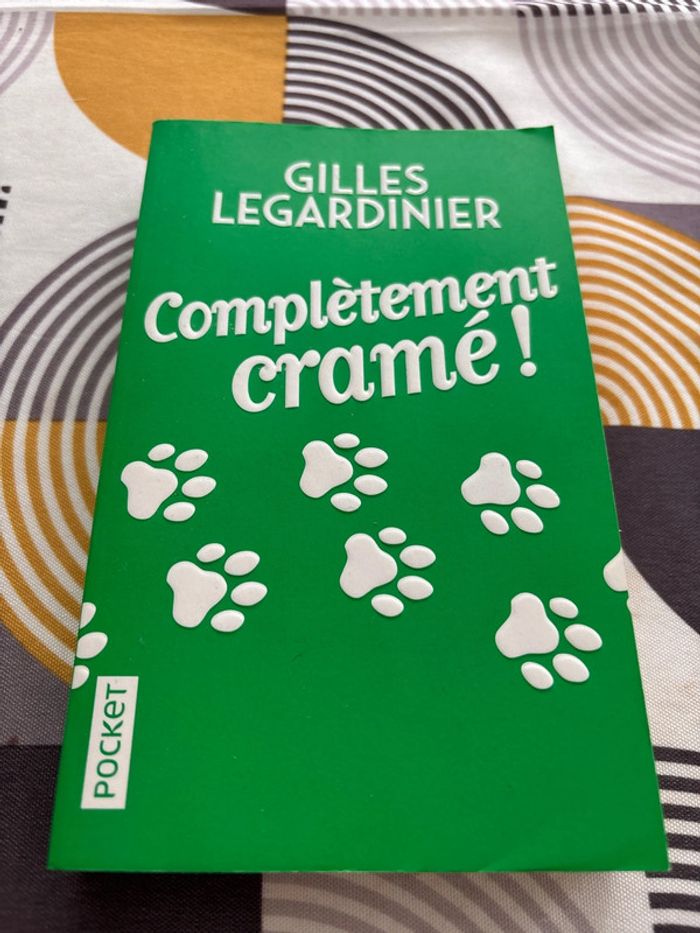 GILLES
LEGARDINIER
Complètement
cramé !
POCKET